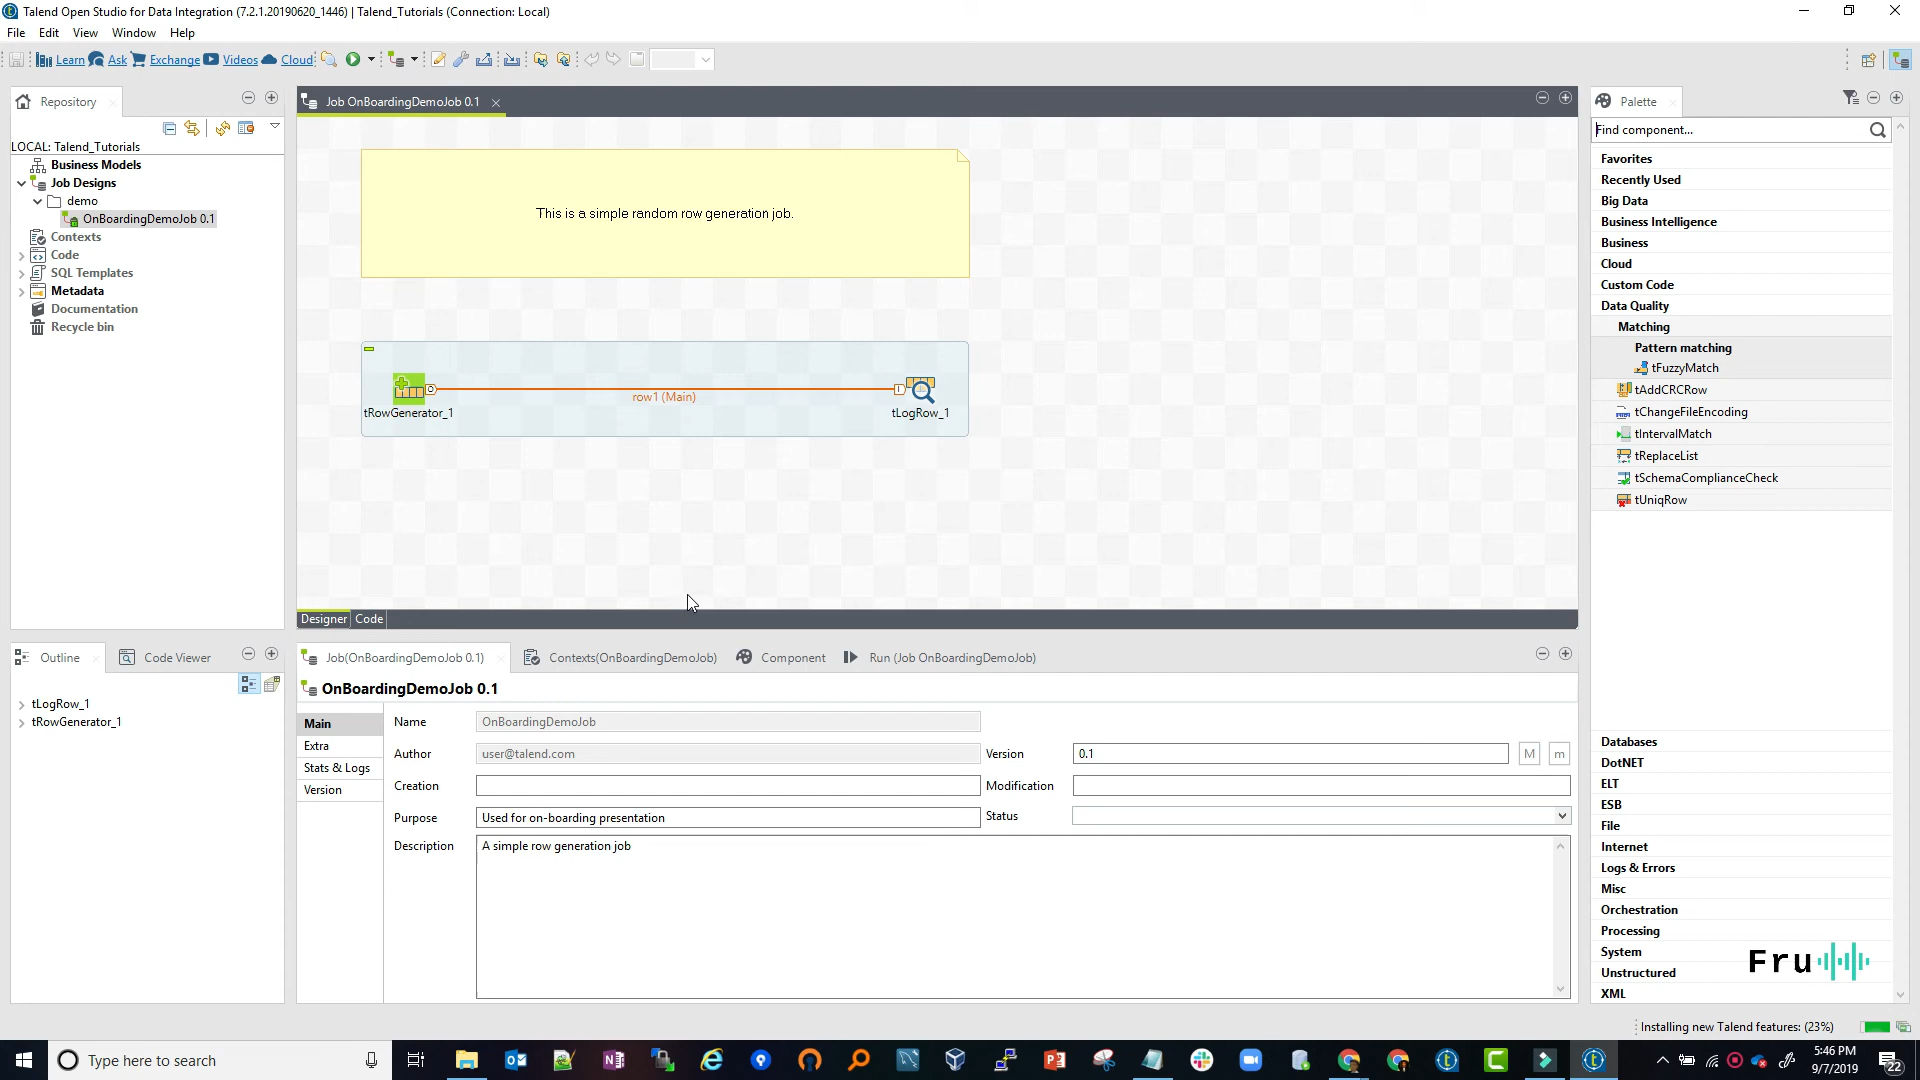 Talend Open Studio for Data Integration (7.2.1.20190620_1446) | Talend_Tutorials (Connection: Local)
File Edit View Window Help
Learn Ask Exchange Videos Cloud
Repository
LOCAL: Talend_Tutorials
Business Models
Job Designs
demo
OnBoardingDemoJob 0.1
Contexts
Code
SQL Templates
Metadata
Documentation
Recycle bin
Job OnBoardingDemoJob 0.1
This is a simple random row generation job.
row1 (Main)
tRowGenerator_1 tLogRow_1
Designer Code
Palette
Find component...
Favorites
Recently Used
Big Data
Business Intelligence
Business
Cloud
Custom Code
Data Quality
Matching
Pattern matching
tFuzzyMatch
tAddCRCRow
tChangeFileEncoding
tIntervalMatch
tReplaceList
tSchemaComplianceCheck
tUniqRow
Databases
DotNET
ELT
ESB
File
Internet
Logs & Errors
Misc
Orchestration
Processing
System
Unstructured
XML
Fru
Outline Code Viewer
tLogRow_1
tRowGenerator_1
Job(OnBoardingDemoJob 0.1) Contexts(OnBoardingDemoJob) Component Run (Job OnBoardingDemoJob)
OnBoardingDemoJob 0.1
Main
Extra
Stats & Logs
Version
Name OnBoardingDemoJob
Author user@talend.com Version 0.1 M m
Creation Modification
Purpose Used for on-boarding presentation Status
Description A simple row generation job
Installing new Talend features: (23%)
Type here to search
5:46 PM
9/7/2019
22